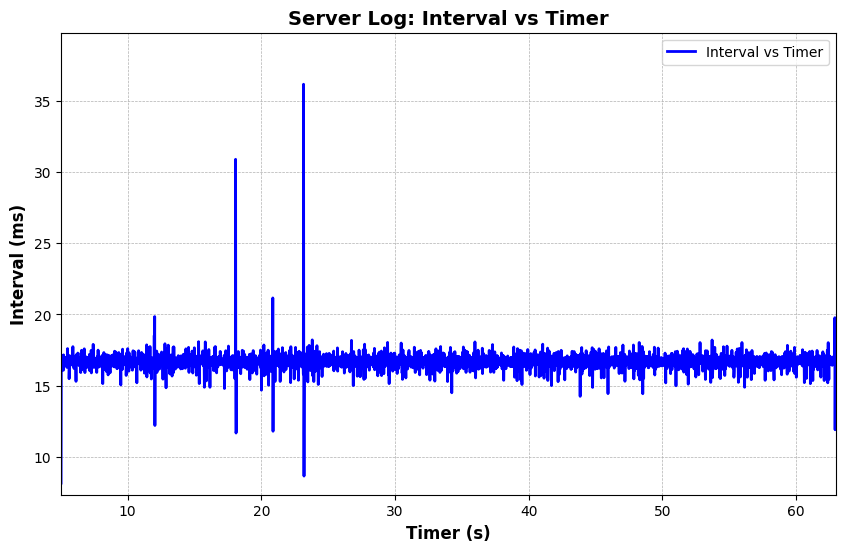 Server Log: Interval vs Timer
Interval vs Timer
Interval (ms)
35
30
25
20
15
10
10 20 30 40 50 60
Timer (s)